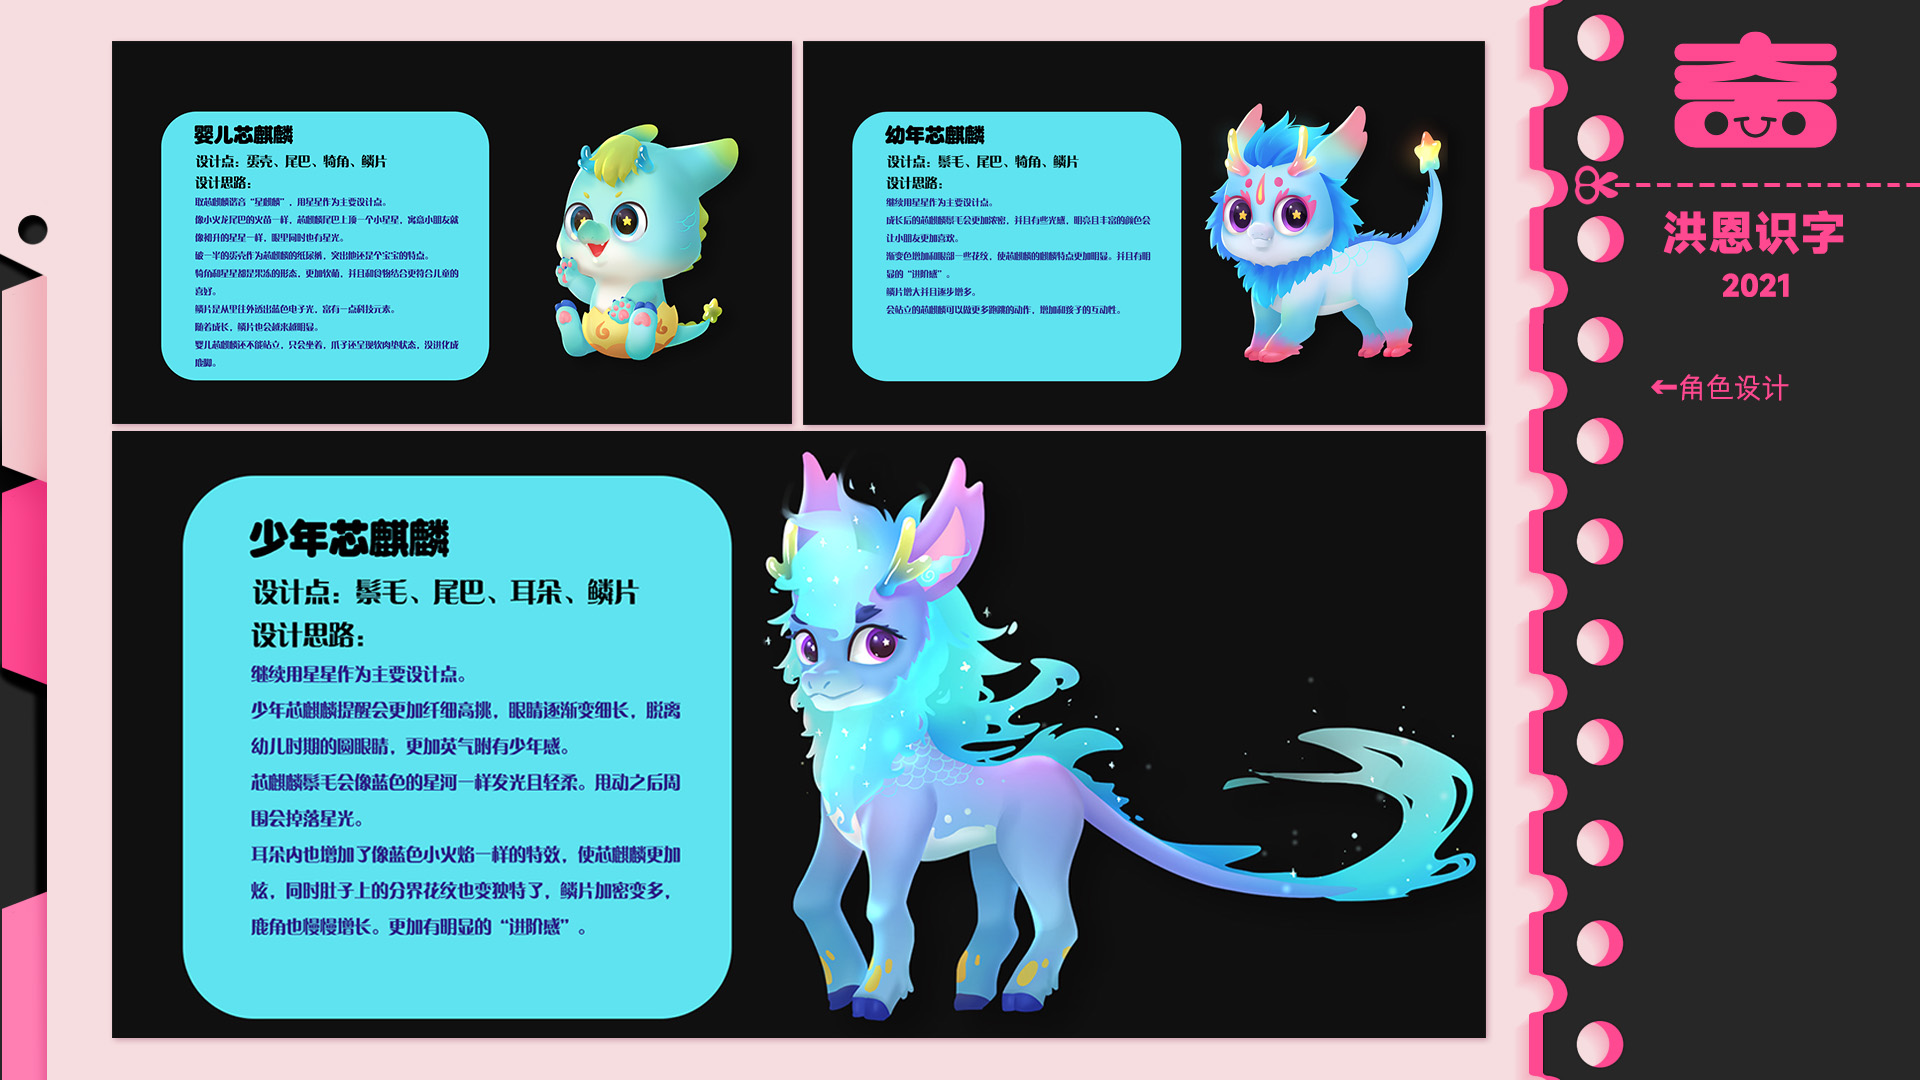 婴儿芯麒麟
设计点：蛋壳、尾巴、犄角、鳞片
设计思路：
取芯麒麟谐音“星麒麟”，用星星作为主要设计点。
像小火龙尾巴的火苗一样，芯麒麟尾巴上顶一个小星星，寓意小朋友就
像初升的星星一样，眼里同时也有星光。
破一半的蛋壳作为芯麒麟的纸尿裤，突出他还是个宝宝的特点。
犄角和星星都是果冻的形态，更加软萌，并且和食物结合更符合儿童的
喜好。
鳞片是从里往外透出蓝色电子光，富有一点科技元素。
随着成长，鳞片也会越来越明显。
婴儿芯麒麟还不能站立，只会坐着，爪子还呈现软肉垫状态，没进化成
鹿脚。
幼年芯麒麟
设计点：鬃毛、尾巴、犄角、鳞片
设计思路：
继续用星星作为主要设计点。
成长后的芯麒麟鬃毛会更加浓密，并且有些光感，明亮且丰富的颜色会
让小朋友更加喜欢。
渐变色增加和眼部一些花纹，使芯麒麟的麒麟特点更加明显。并且有明
显的“进阶感”。
鳞片增大并且逐步增多。
会站立的芯麒麟可以做更多跑跳的动作，增加和孩子的互动性。
少年芯麒麟
设计点：鬃毛、尾巴、耳朵、鳞片
设计思路：
继续用星星作为主要设计点。
少年芯麒麟提醒会更加纤细高挑，眼睛逐渐变细长，脱离
幼儿时期的圆眼睛，更加英气附有少年感。
芯麒麟鬃毛会像蓝色的星河一样发光且轻柔。甩动之后周
围会掉落星光。
耳朵内也增加了像蓝色小火焰一样的特效，使芯麒麟更加
炫，同时肚子上的分界花纹也变独特了，鳞片加密变多，
鹿角也慢慢增长。更加有明显的“进阶感”。
洪恩识字
2021
←角色设计